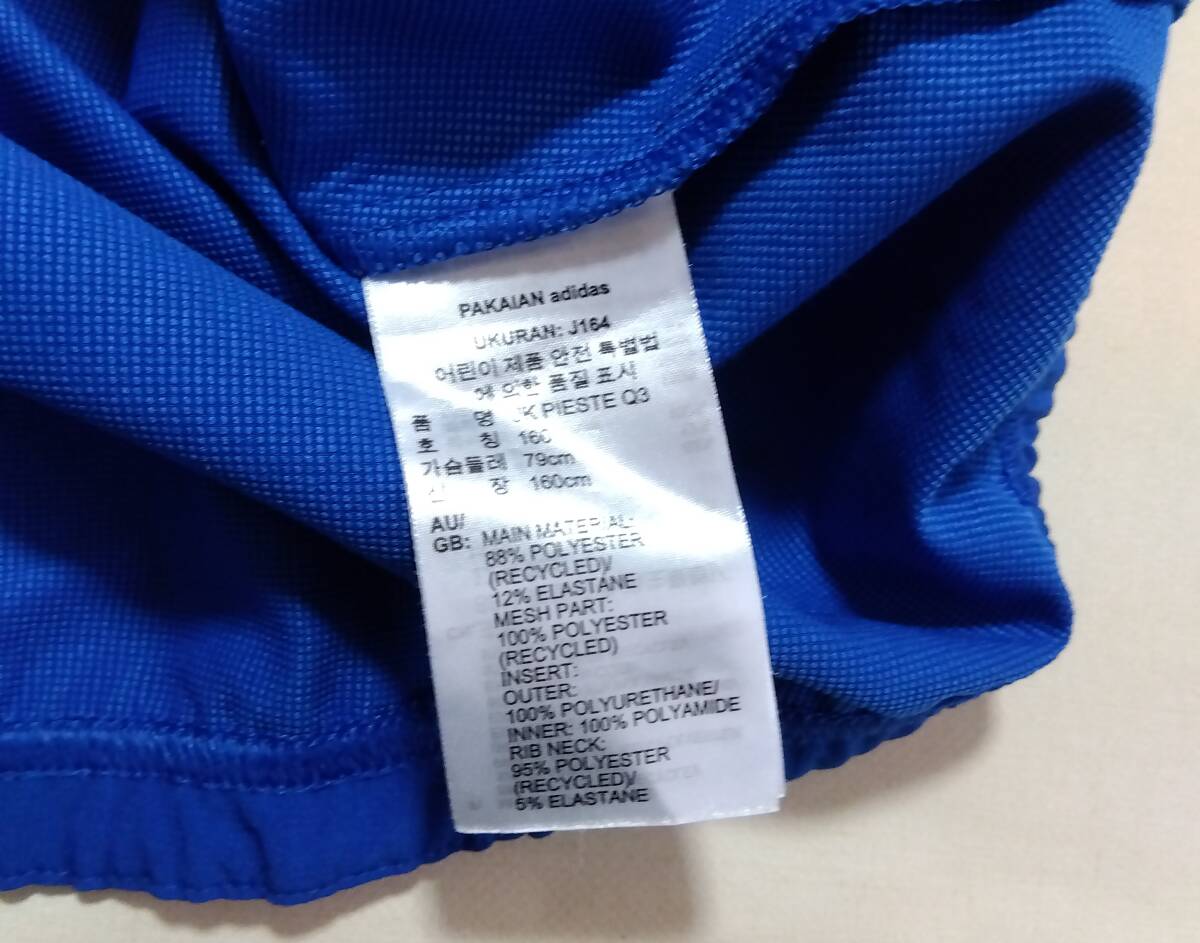 PAKAIAN adidas
UKURAN: J164
어린이 제품 안전 특별법
에 의한 품질 표시
품 명 JK PIESTE Q3
호 칭 160
가슴둘레 79cm
신 장 160cm
AU/
GB: MAIN MATERIAL:
88% POLYESTER
(RECYCLED)/
12% ELASTANE
MESH PART:
100% POLYESTER
(RECYCLED)
INSERT:
OUTER:
100% POLYURETHANE/
INNER: 100% POLYAMIDE
RIB NECK:
95% POLYESTER
(RECYCLED)/
5% ELASTANE